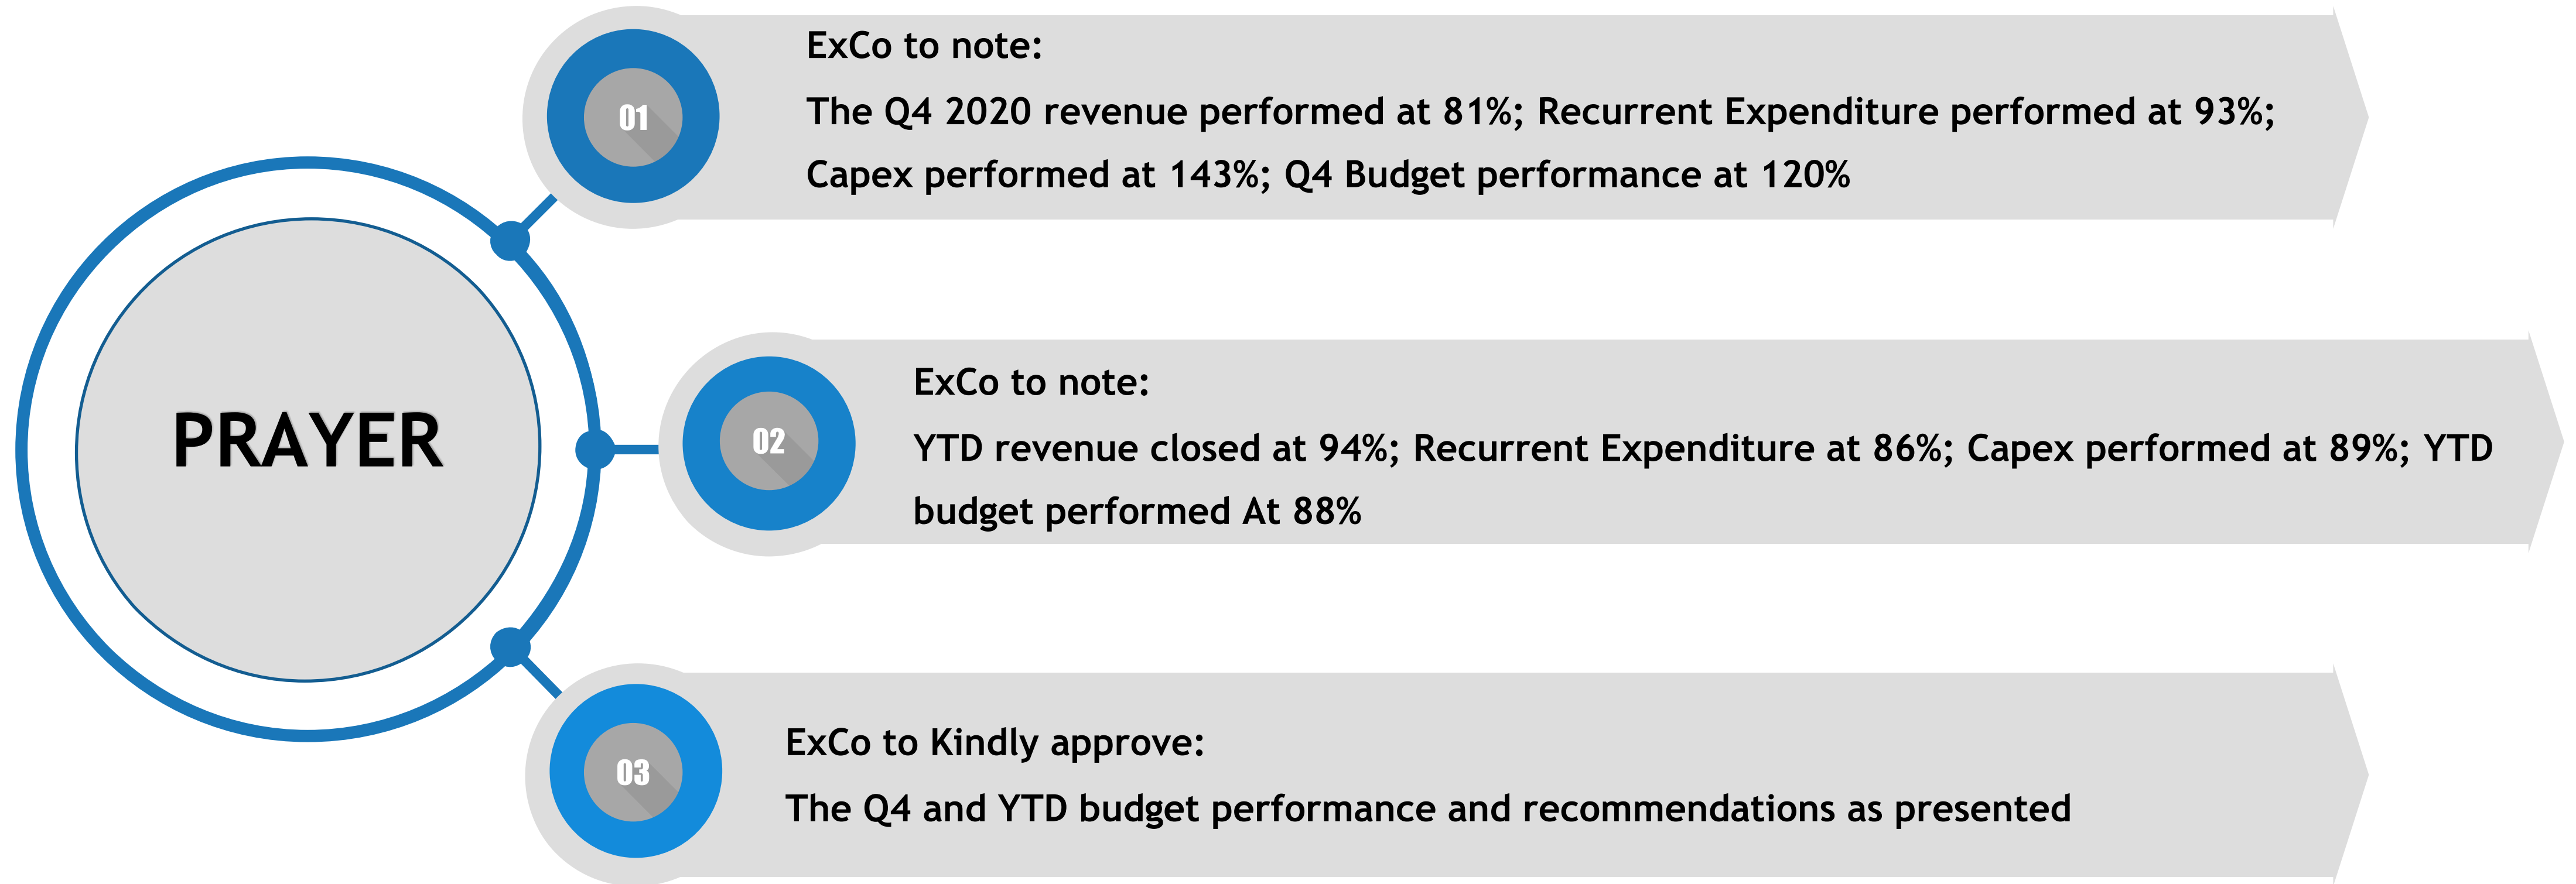 PRAYER
01
ExCo to note:
The Q4 2020 revenue performed at 81%; Recurrent Expenditure performed at 93%;
Capex performed at 143%; Q4 Budget performance at 120%
02
ExCo to note:
YTD revenue closed at 94%; Recurrent Expenditure at 86%; Capex performed at 89%; YTD
budget performed At 88%
03
ExCo to Kindly approve:
The Q4 and YTD budget performance and recommendations as presented